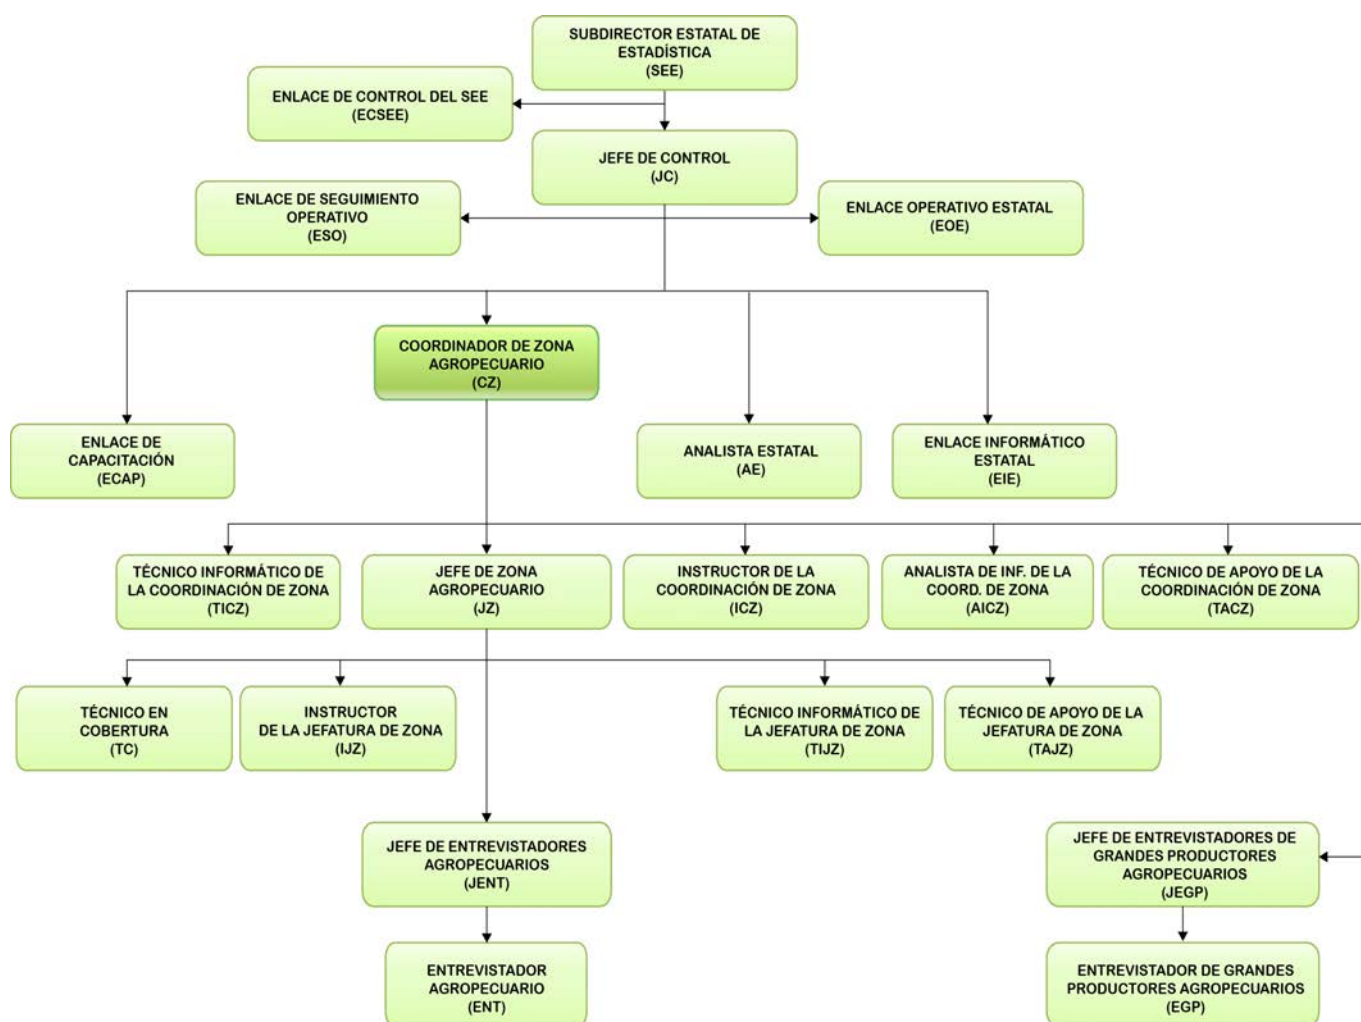 SUBDIRECTOR ESTATAL DE
ESTADÍSTICA
(SEE)
ENLACE DE CONTROL DEL SEE
(ECSEE)
JEFE DE CONTROL
(JC)
ENLACE DE SEGUIMIENTO
OPERATIVO
(ESO)
ENLACE OPERATIVO ESTATAL
(EOE)
COORDINADOR DE ZONA
AGROPECUARIO
(CZ)
ENLACE DE
CAPACITACIÓN
(ECAP)
ANALISTA ESTATAL
(AE)
ENLACE INFORMÁTICO
ESTATAL
(EIE)
TÉCNICO INFORMÁTICO DE
LA COORDINACIÓN DE ZONA
(TICZ)
JEFE DE ZONA
AGROPECUARIO
(JZ)
INSTRUCTOR DE LA
COORDINACIÓN DE ZONA
(ICZ)
ANALISTA DE INF. DE LA
COORD. DE ZONA
(AICZ)
TÉCNICO DE APOYO DE LA
COORDINACIÓN DE ZONA
(TACZ)
TÉCNICO EN
COBERTURA
(TC)
INSTRUCTOR
DE LA JEFATURA DE ZONA
(IJZ)
TÉCNICO INFORMÁTICO DE
LA JEFATURA DE ZONA
(TIJZ)
TÉCNICO DE APOYO DE LA
JEFATURA DE ZONA
(TAJZ)
JEFE DE ENTREVISTADORES
AGROPECUARIOS
(JENT)
JEFE DE ENTREVISTADORES DE
GRANDES PRODUCTORES
AGROPECUARIOS
(JEGP)
ENTREVISTADOR
AGROPECUARIO
(ENT)
ENTREVISTADOR DE GRANDES
PRODUCTORES AGROPECUARIOS
(EGP)